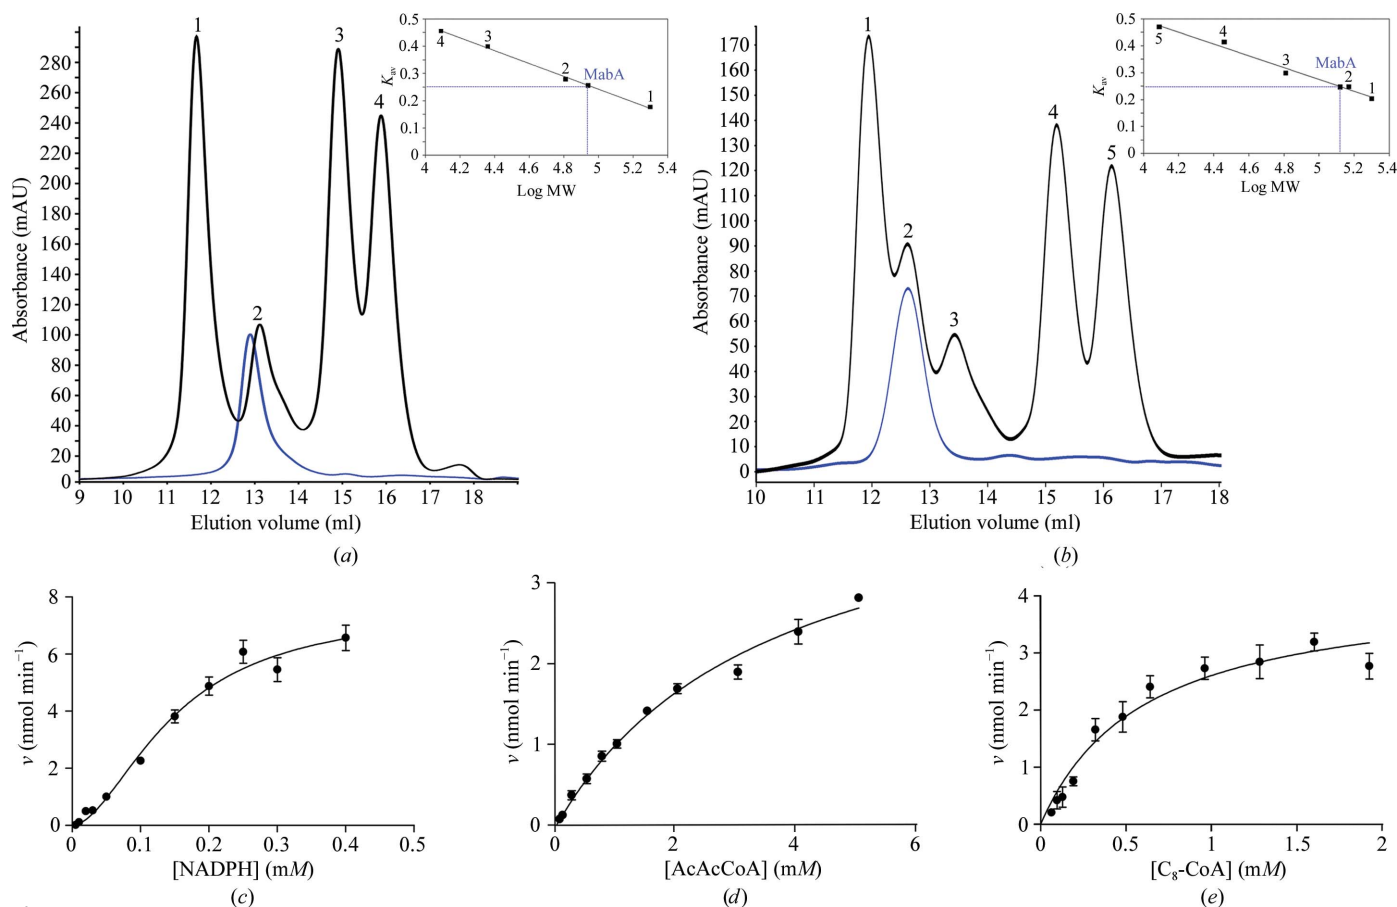 Absorbance (mAU)
280
260
240
220
200
180
160
140
120
100
80
60
40
20
0
9 10 11 12 13 14 15 16 17 18
Elution volume (ml)
1
2
3
4
Kav
0.5
0.4
0.3
0.2
0.1
0
4 4.2 4.4 4.6 4.8 5 5.2 5.4
Log MW
4
3
2
MabA
1
(a)
Absorbance (mAU)
170
160
150
140
130
120
110
100
90
80
70
60
50
40
30
20
10
0
10 11 12 13 14 15 16 17 18
Elution volume (ml)
1
2
3
4
5
Kav
0.5
0.4
0.3
0.2
0.1
0
4 4.2 4.4 4.6 4.8 5 5.2 5.4
Log MW
5
4
3
MabA
2
1
(b)
v (nmol min−1)
8
6
4
2
0
0 0.1 0.2 0.3 0.4 0.5
[NADPH] (mM)
(c)
v (nmol min−1)
3
2
1
0
0 2 4 6
[AcAcCoA] (mM)
(d)
v (nmol min−1)
4
3
2
1
0
0 0.5 1 1.5 2
[C8-CoA] (mM)
(e)